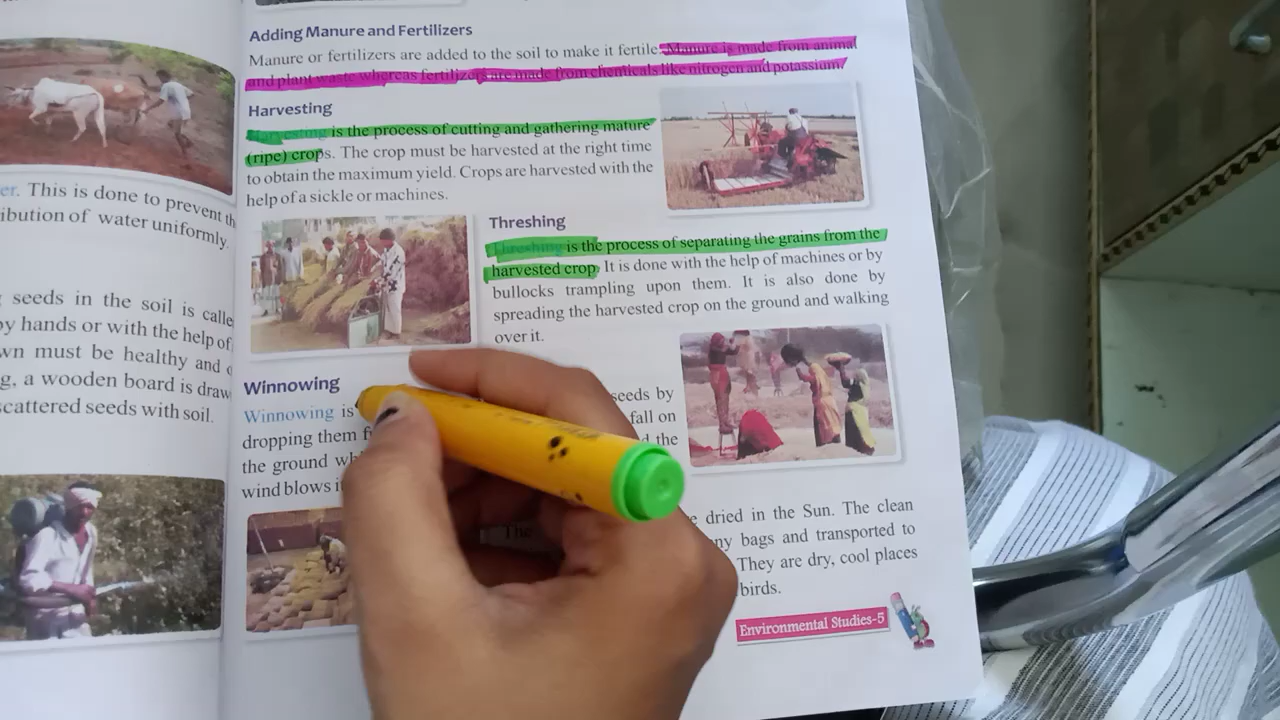 er. This is done to prevent th
ibution of water uniformly.
seeds in the soil is calle
by hands or with the help of
wn must be healthy and
g, a wooden board is draw
scattered seeds with soil.
Adding Manure and Fertilizers
Manure or fertilizers are added to the soil to make it fertile. Manure is made from animal
and plant waste whereas fertilizers are made from chemicals like nitrogen and potassium.
Harvesting
Harvesting is the process of cutting and gathering mature
(ripe) crops. The crop must be harvested at the right time
to obtain the maximum yield. Crops are harvested with the
help of a sickle or machines.
Threshing
Threshing is the process of separating the grains from the
harvested crop. It is done with the help of machines or by
bullocks trampling upon them. It is also done by
spreading the harvested crop on the ground and walking
over it.
Winnowing
Winnowing is seeds by
dropping them f fall on
the ground wh d the
wind blows i
The dried in the Sun. The clean
ny bags and transported to
They are dry, cool places
birds.
Environmental Studies-5